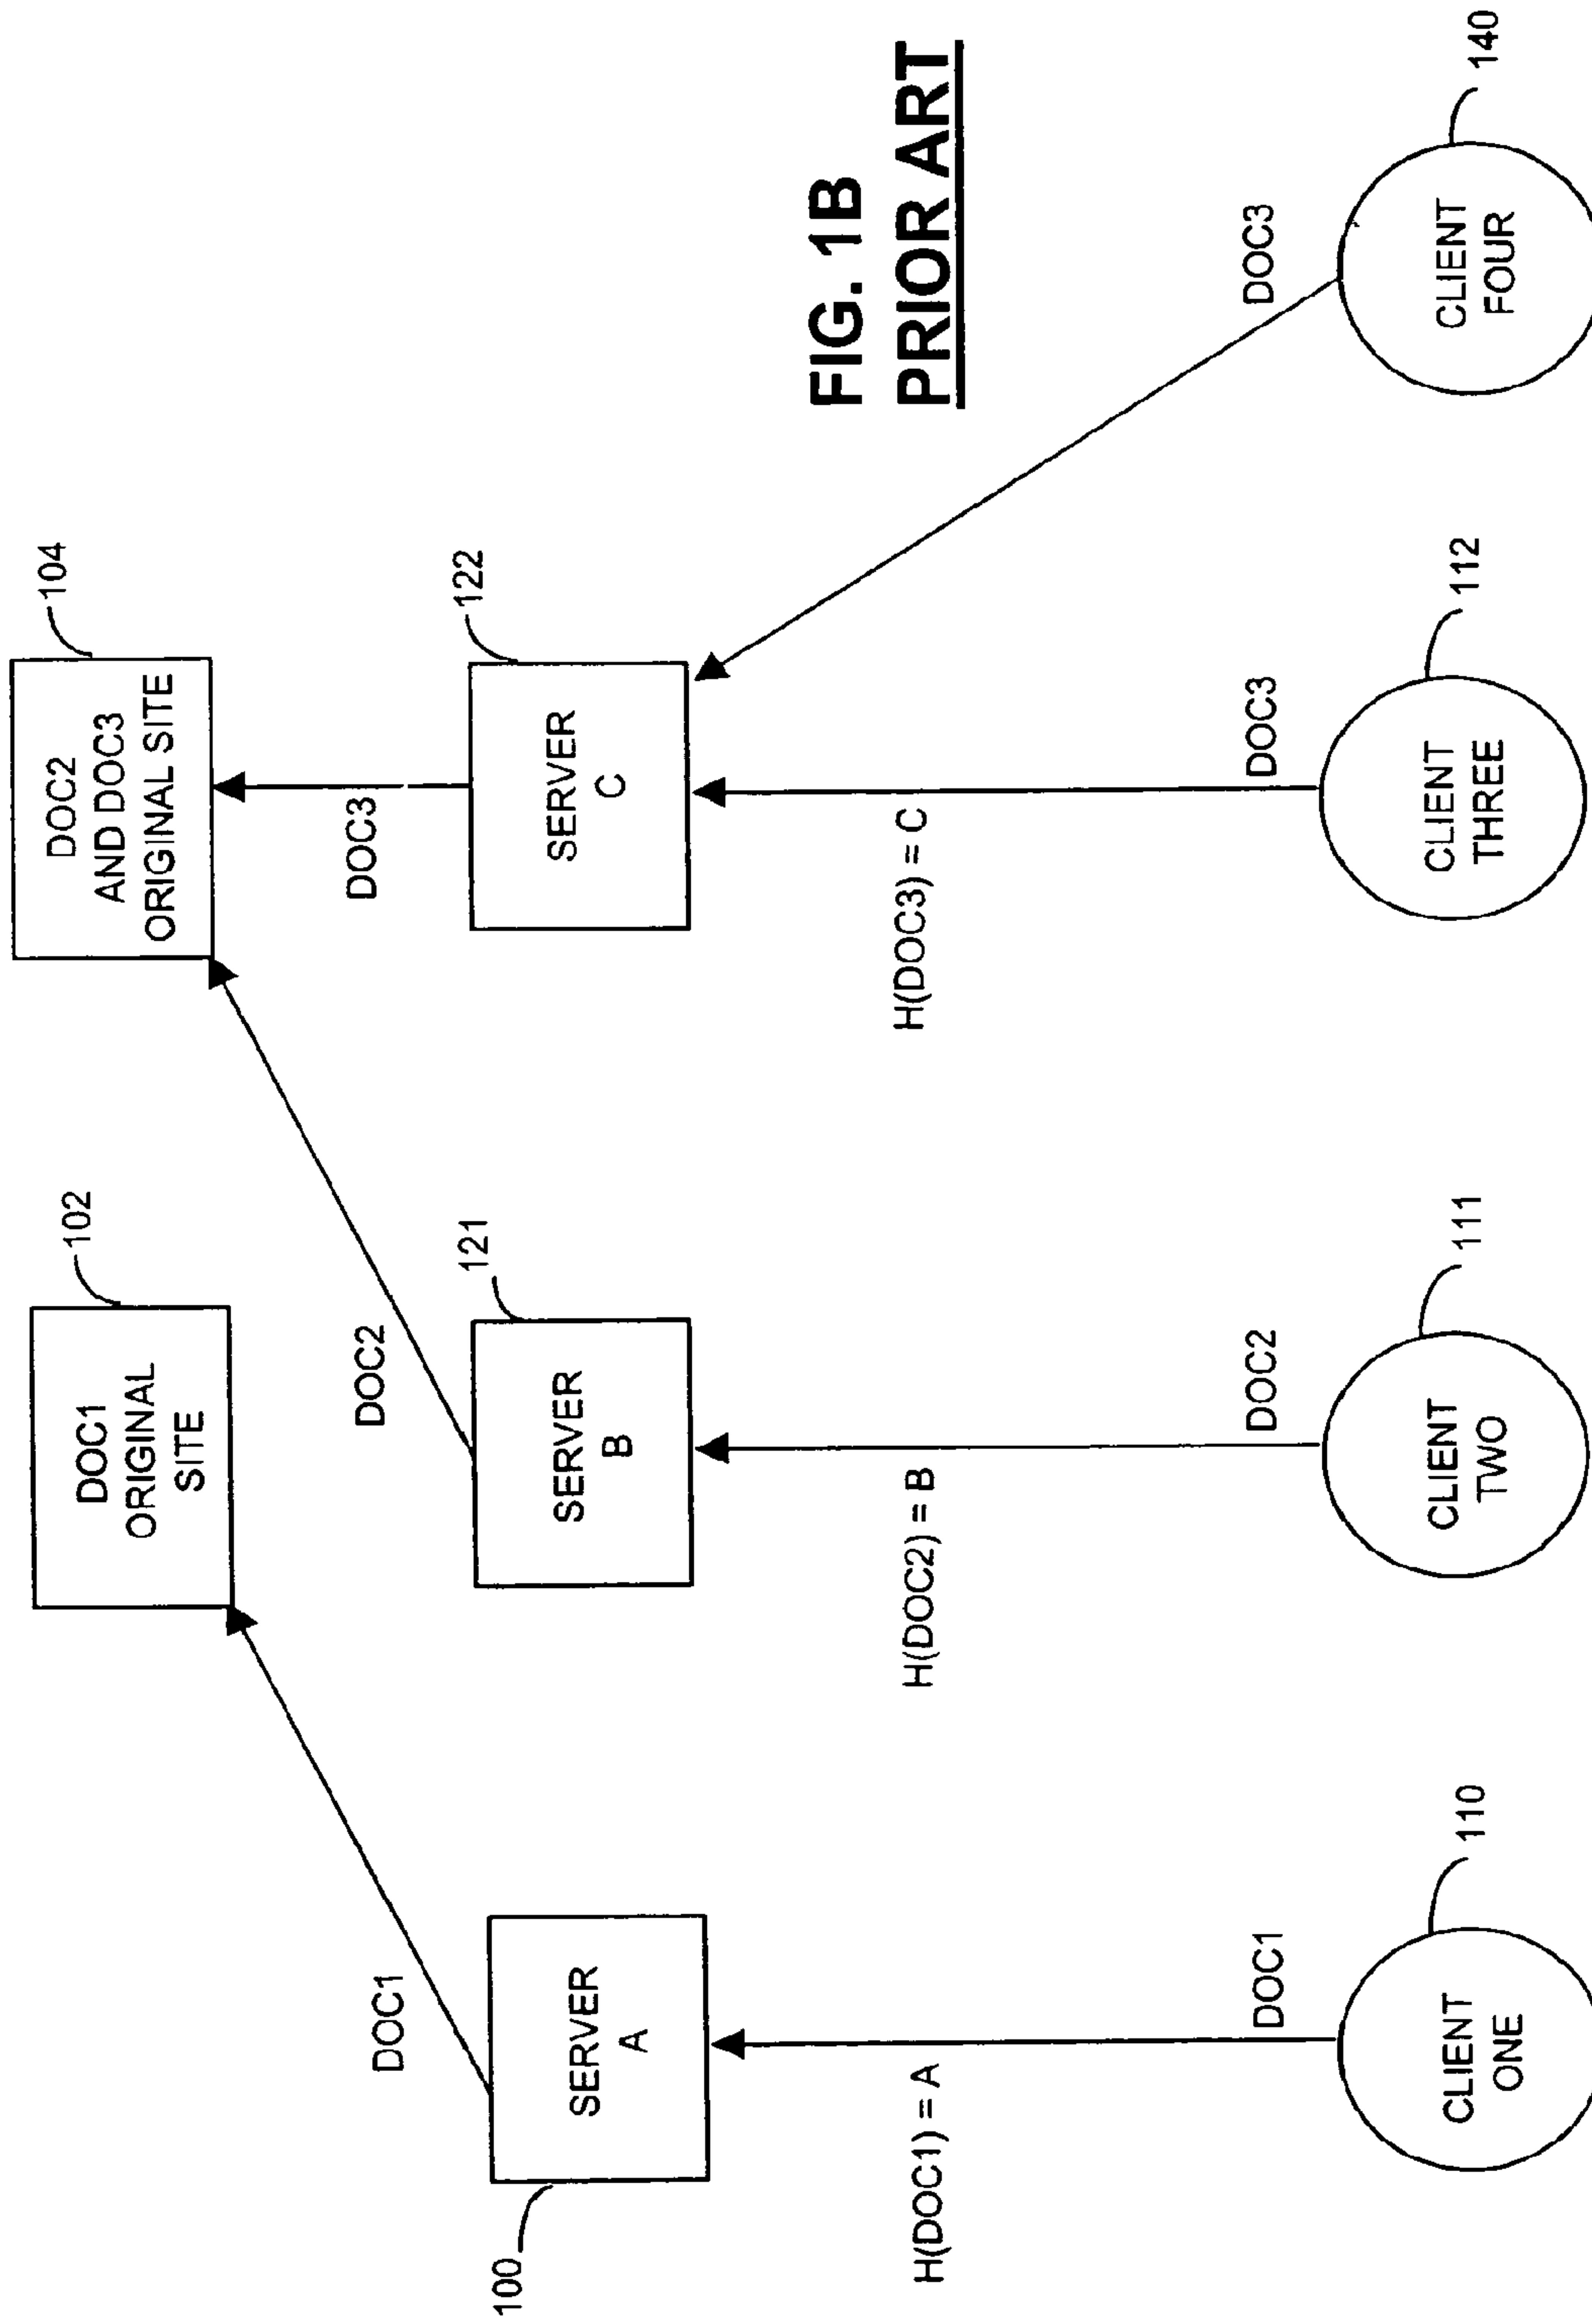 DOC1
ORIGINAL
SITE
102
DOC2
AND DOC3
ORIGINAL SITE
104
DOC1
DOC2
DOC3
100
SERVER
A
SERVER
B
121
SERVER
C
122
FIG. 1B
PRIOR ART
H(DOC1) = A
H(DOC2) = B
H(DOC3) = C
DOC1
DOC2
DOC3
DOC3
CLIENT
ONE
110
CLIENT
TWO
111
CLIENT
THREE
112
CLIENT
FOUR
140